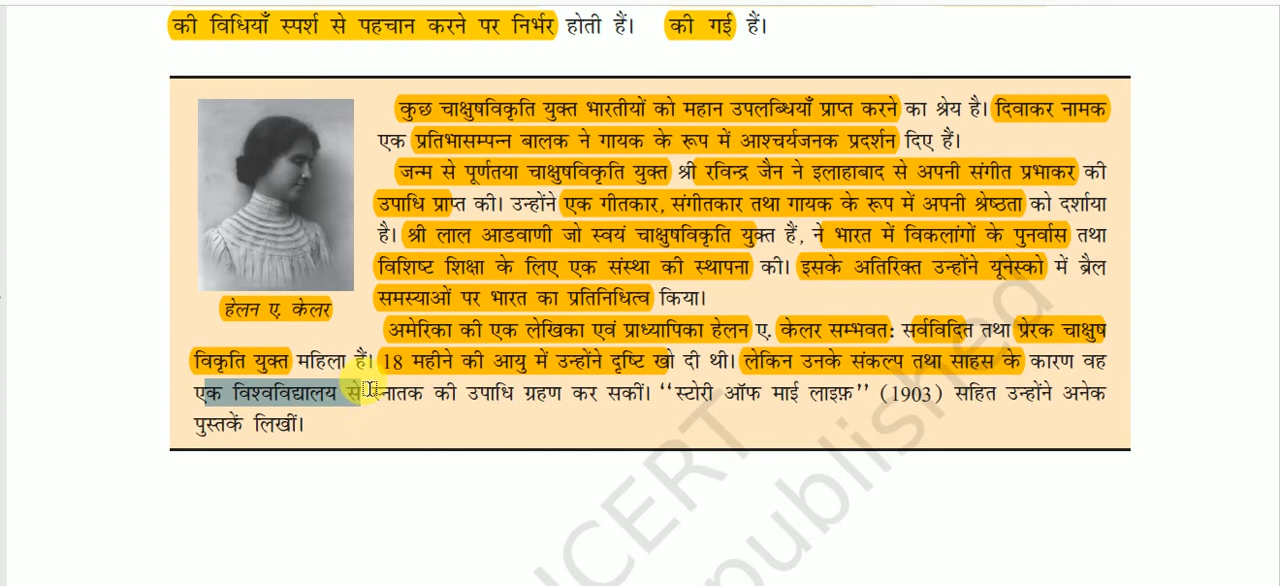 की विधियाँ स्पर्श से पहचान करने पर निर्भर होती हैं। की गई हैं।
कुछ चाक्षुषविकृति युक्त भारतीयों को महान उपलब्धियाँ प्राप्त करने का श्रेय है। दिवाकर नामक
एक प्रतिभासम्पन्न बालक ने गायक के रूप में आश्चर्यजनक प्रदर्शन दिए हैं।
जन्म से पूर्णतया चाक्षुषविकृति युक्त श्री रविन्द्र जैन ने इलाहाबाद से अपनी संगीत प्रभाकर की
उपाधि प्राप्त की। उन्होंने एक गीतकार, संगीतकार तथा गायक के रूप में अपनी श्रेष्ठता को दर्शाया
है। श्री लाल आडवाणी जो स्वयं चाक्षुषविकृति युक्त हैं, ने भारत में विकलांगों के पुनर्वास तथा
विशिष्ट शिक्षा के लिए एक संस्था की स्थापना की। इसके अतिरिक्त उन्होंने यूनेस्को में ब्रैल
समस्याओं पर भारत का प्रतिनिधित्व किया।
हेलन ए. केलर
अमेरिका की एक लेखिका एवं प्राध्यापिका हेलन ए. केलर सम्भवत: सर्वविदित तथा प्रेरक चाक्षुष
विकृति युक्त महिला हैं। 18 महीने की आयु में उन्होंने दृष्टि खो दी थी। लेकिन उनके संकल्प तथा साहस के कारण वह
एक विश्वविद्यालय से स्नातक की उपाधि ग्रहण कर सकीं। ‘‘स्टोरी ऑफ माई लाइफ़’’ (1903) सहित उन्होंने अनेक
पुस्तकें लिखीं।
NCERT
published